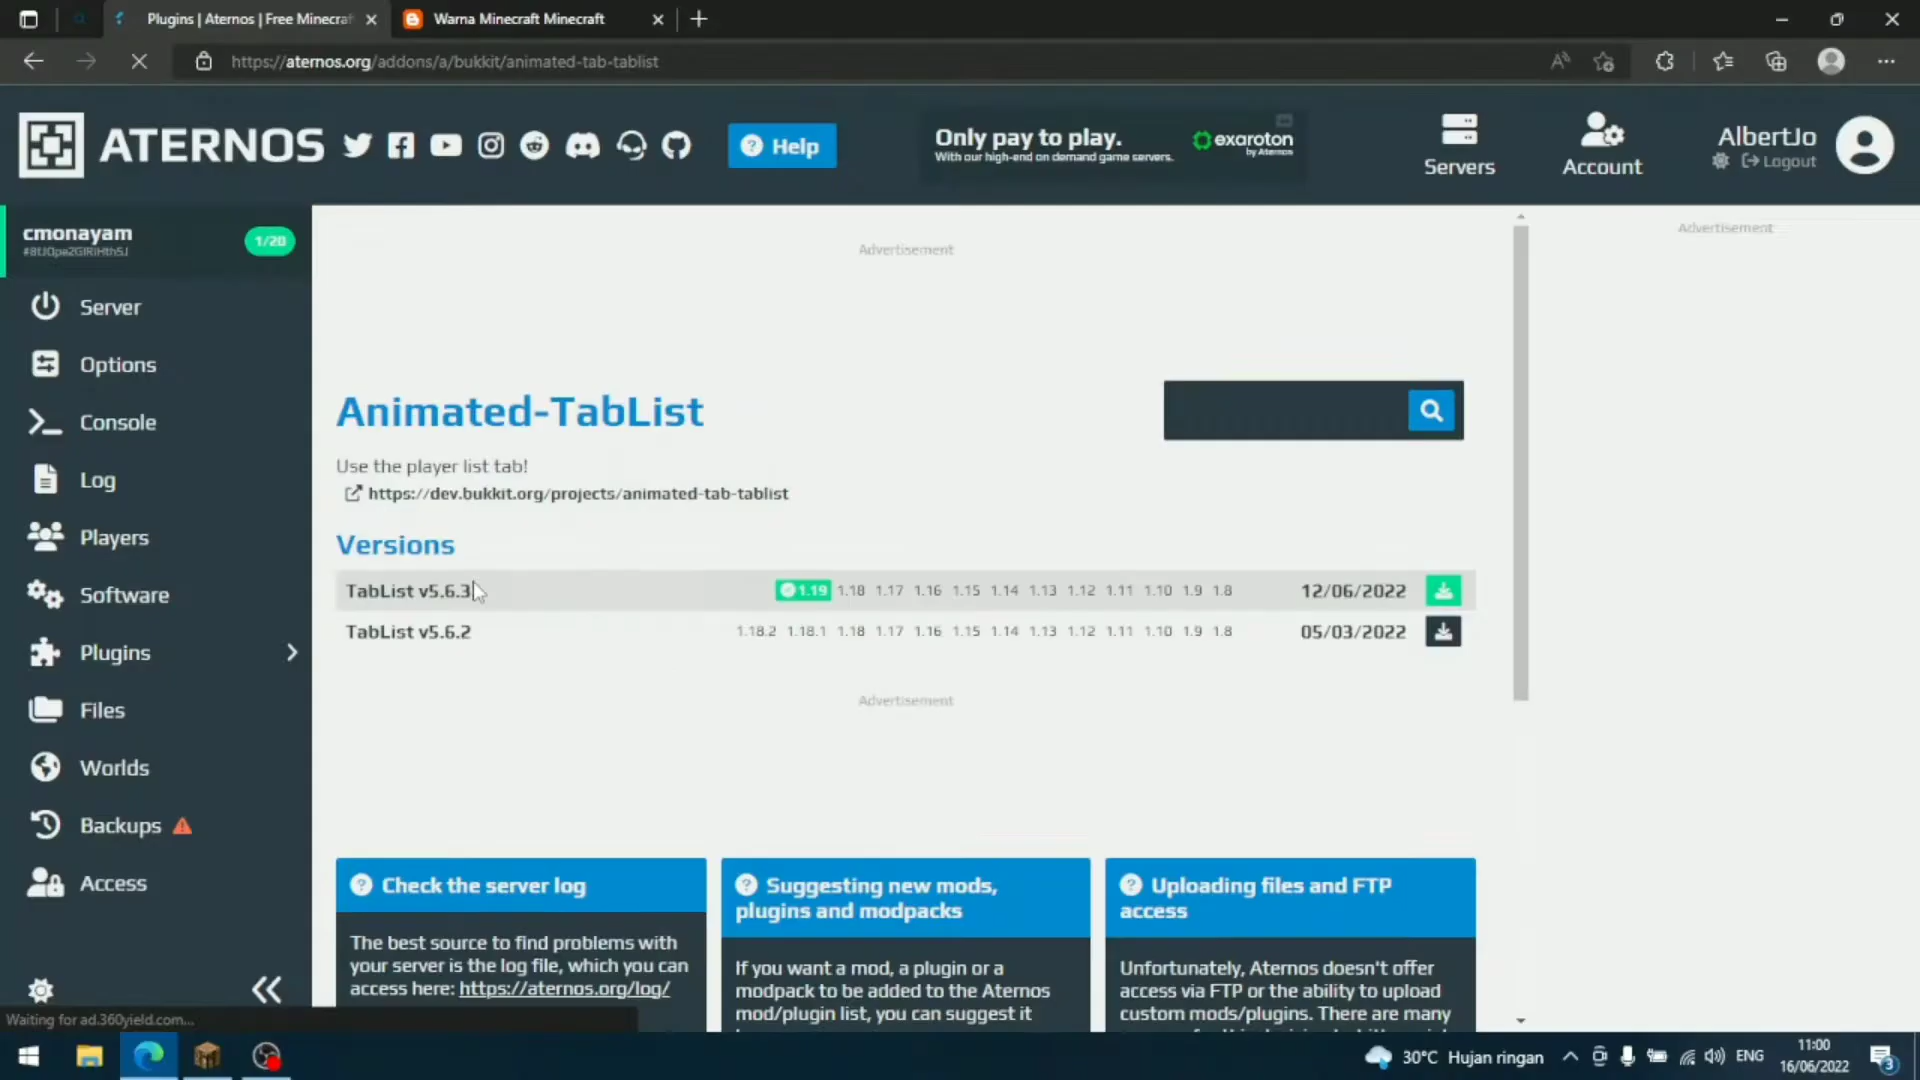 Plugins | Aternos | Free Minecraf
Warna Minecraft Minecraft
https://aternos.org/addons/a/bukkit/animated-tab-tablist
ATERNOS
Help
Only pay to play.
With our high-end on demand game servers.
exaroton
by Aternos
Servers
Account
AlbertJo
Logout
cmonayam
1/20
Server
Options
Console
Log
Players
Software
Plugins
Files
Worlds
Backups
Access
Advertisement
Advertisement
Animated-TabList
Use the player list tab!
https://dev.bukkit.org/projects/animated-tab-tablist
Versions
TabList v5.6.3 1.19 1.18 1.17 1.16 1.15 1.14 1.13 1.12 1.11 1.10 1.9 1.8 12/06/2022
TabList v5.6.2 1.18.2 1.18.1 1.18 1.17 1.16 1.15 1.14 1.13 1.12 1.11 1.10 1.9 1.8 05/03/2022
Advertisement
Check the server log
The best source to find problems with
your server is the log file, which you can
access here: https://aternos.org/log/
Suggesting new mods,
plugins and modpacks
If you want a mod, a plugin or a
modpack to be added to the Aternos
mod/plugin list, you can suggest it
Uploading files and FTP
access
Unfortunately, Aternos doesn't offer
access via FTP or the ability to upload
custom mods/plugins. There are many
Waiting for ad.360yield.com...
30°C Hujan ringan
ENG
11:00
16/06/2022
3